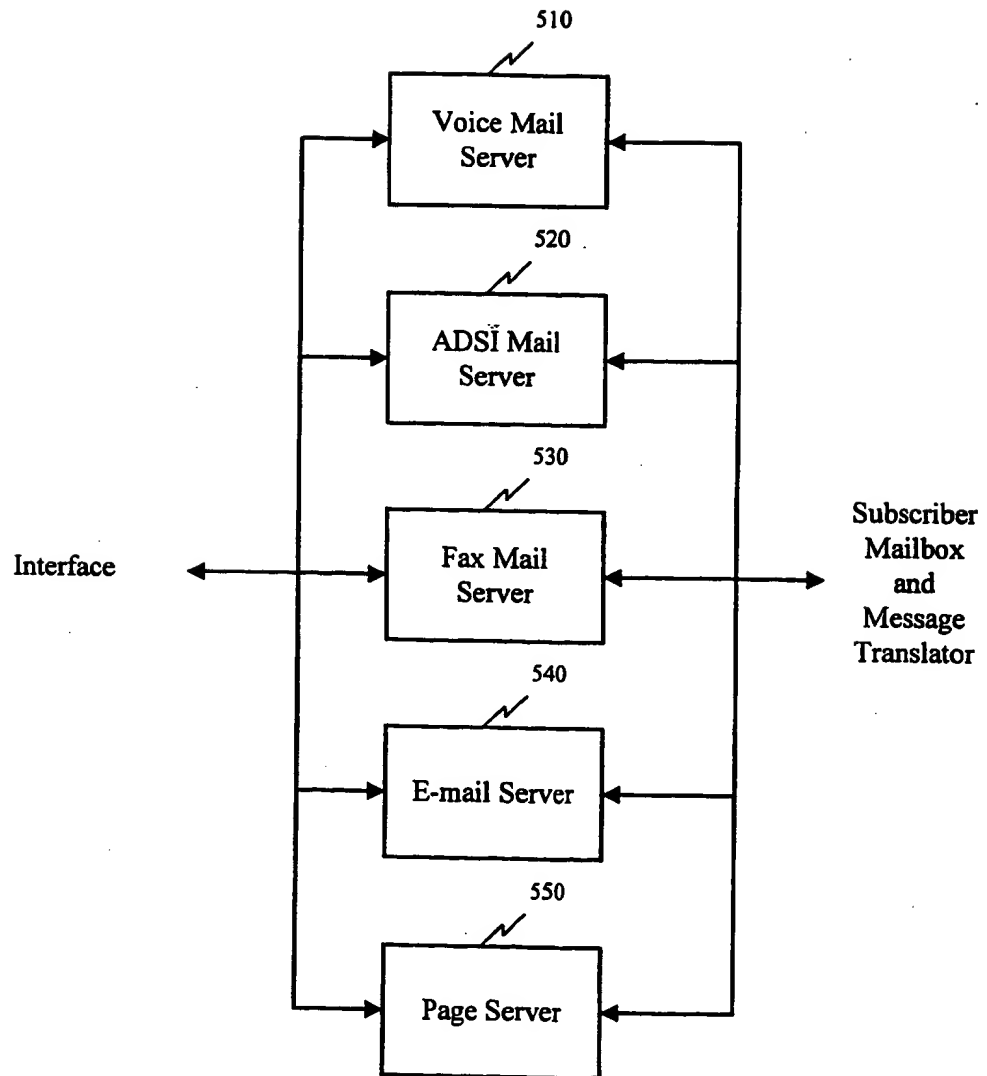 510
Voice Mail
Server
520
ADSI Mail
Server
530
Interface
Fax Mail
Server
Subscriber
Mailbox
and
Message
Translator
540
E-mail Server
550
Page Server